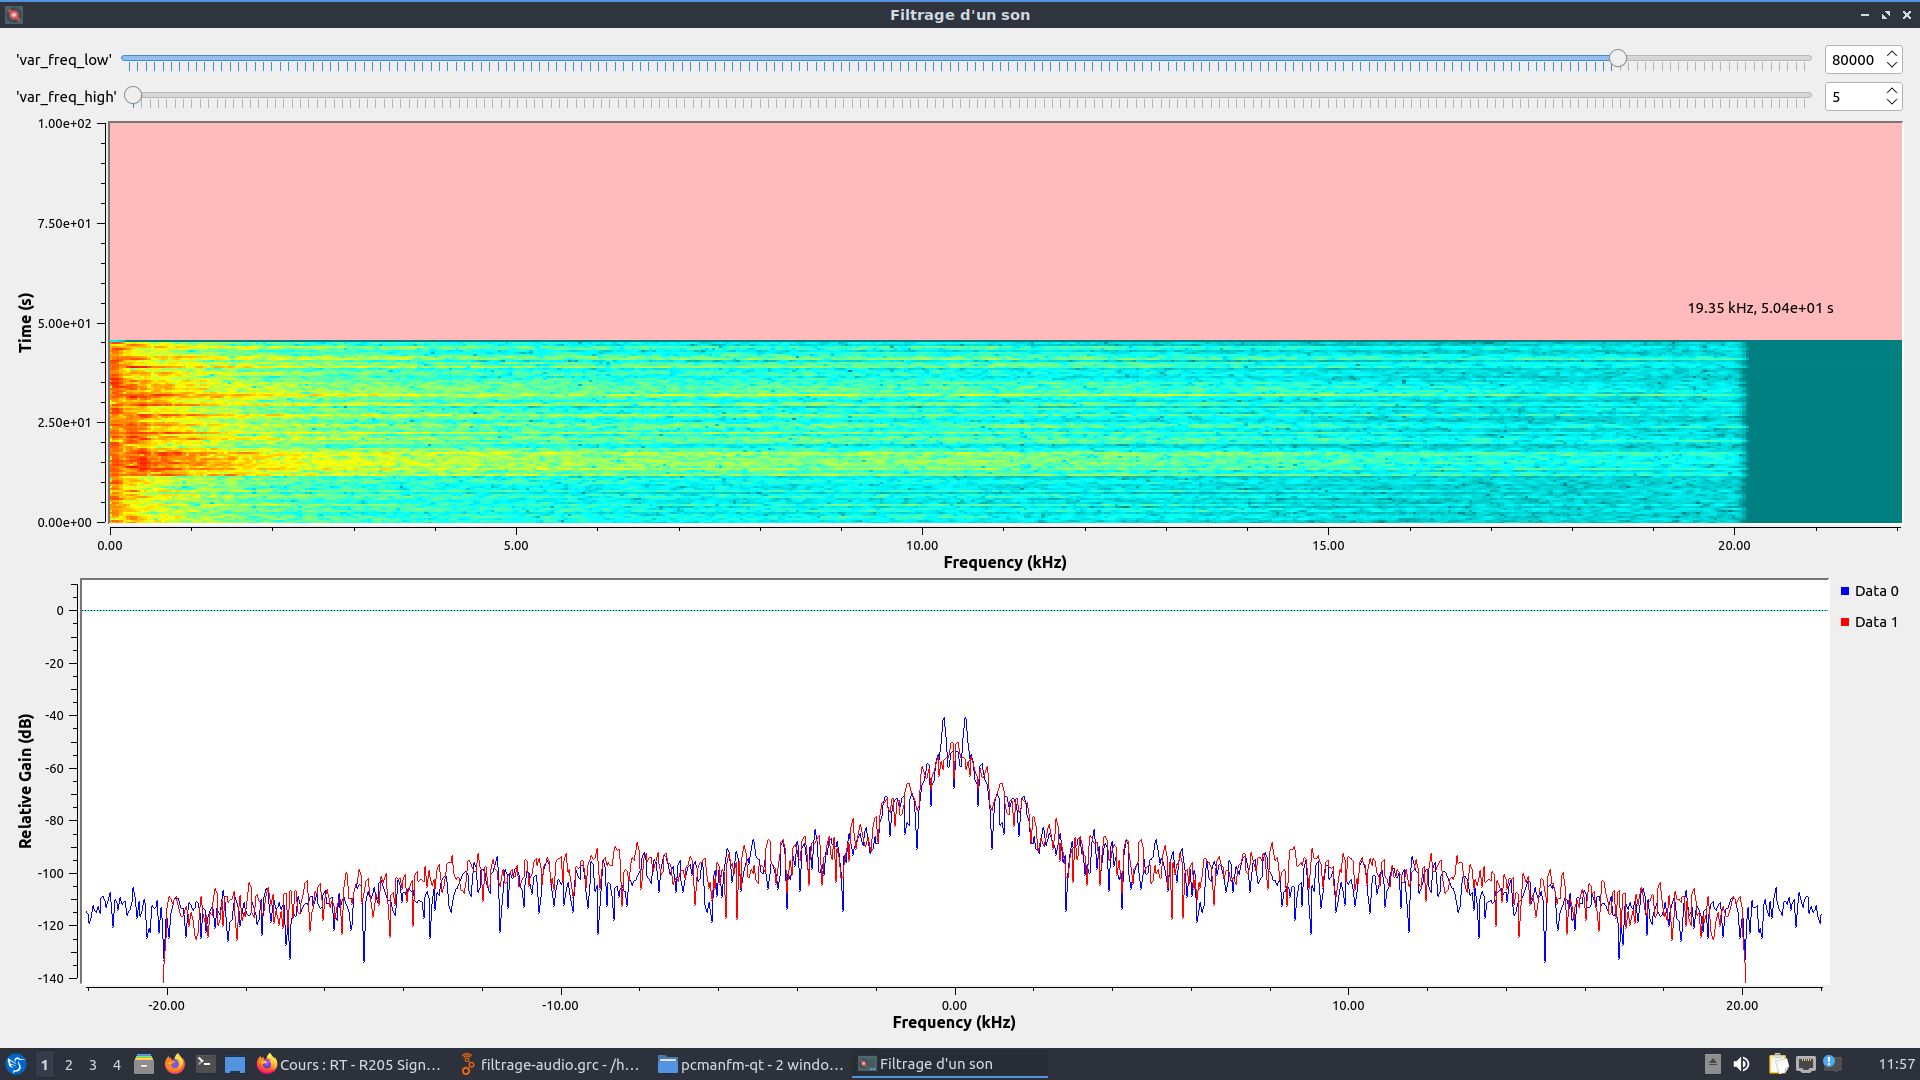 Filtrage d'un son
'var_freq_low'
80000
'var_freq_high'
5
1.00e+02
7.50e+01
5.00e+01
2.50e+01
0.00e+00
Time (s)
19.35 kHz, 5.04e+01 s
0.00 5.00 10.00 15.00 20.00
Frequency (kHz)
Data 0
Data 1
0
-20
-40
-60
-80
-100
-120
-140
Relative Gain (dB)
-20.00 -10.00 0.00 10.00 20.00
Frequency (kHz)
1 2 3 4 Cours : RT - R205 Sign... filtrage-audio.grc - /h... pcmanfm-qt - 2 windo... Filtrage d'un son 11:57